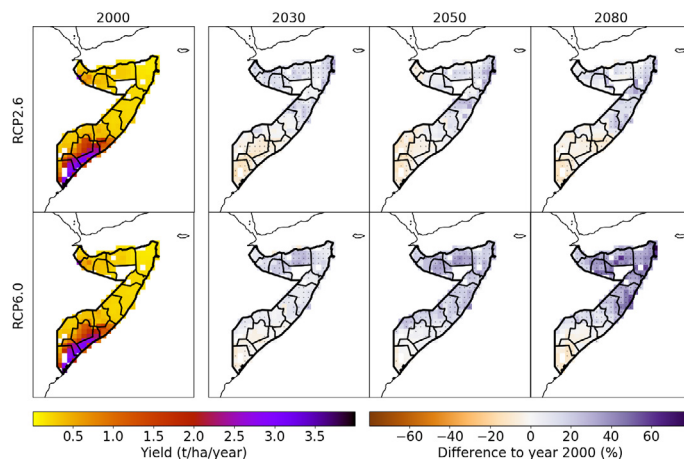 2000 2030 2050 2080
RCP2.6
RCP6.0
0.5 1.0 1.5 2.0 2.5 3.0 3.5 −60 −40 −20 0 20 40 60
Yield (t/ha/year) Difference to year 2000 (%)